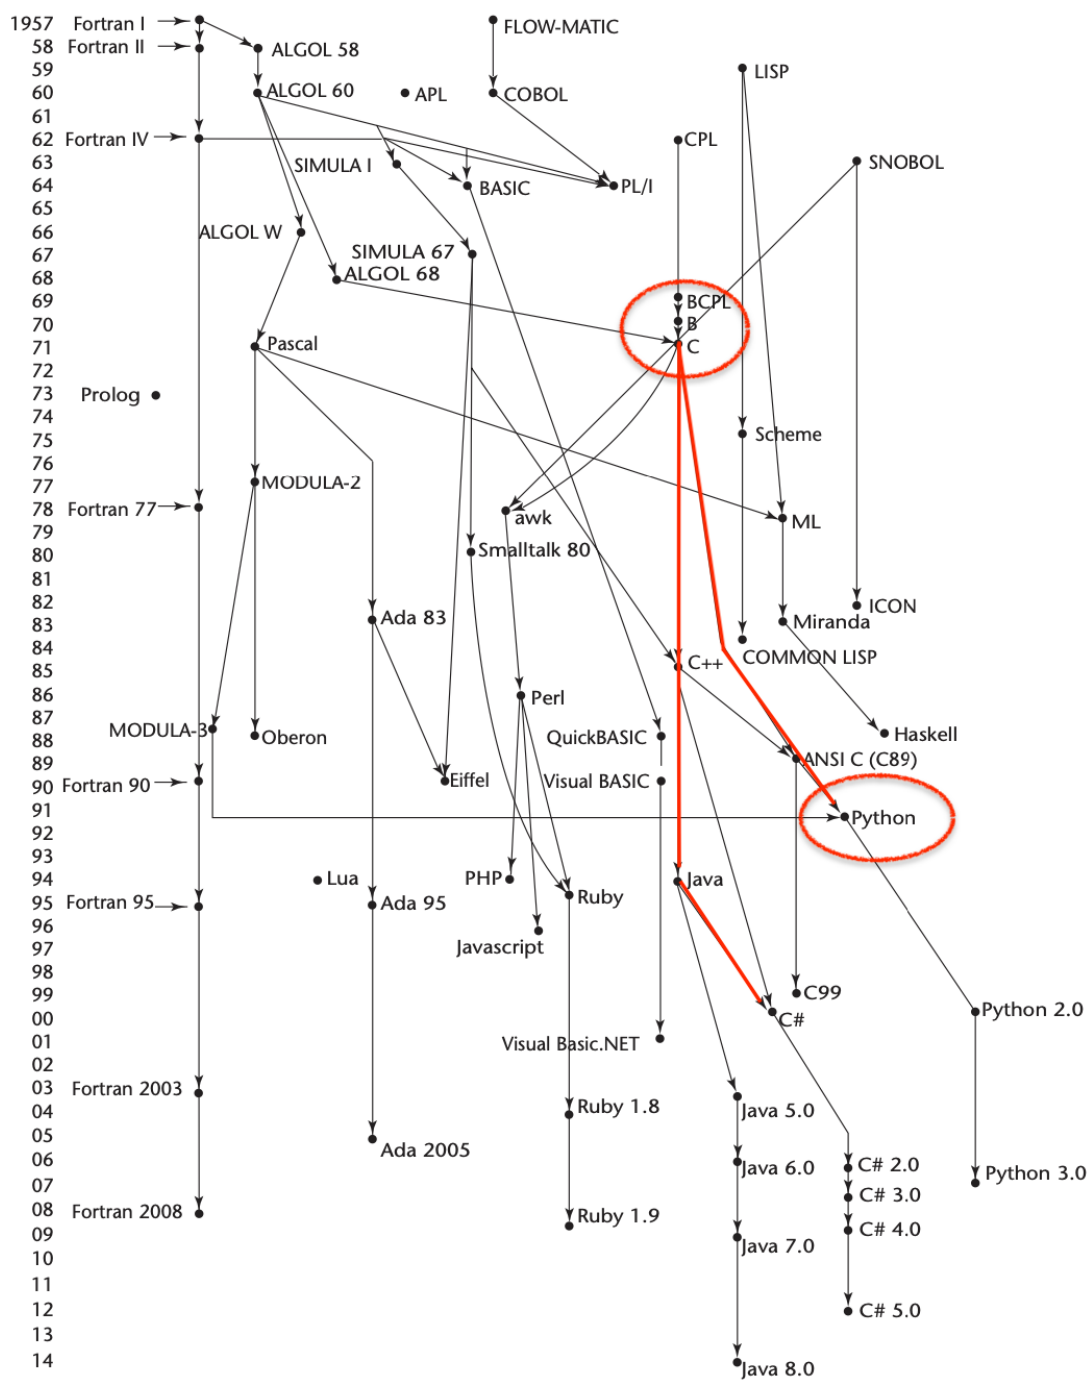 1957 Fortran I FLOW-MATIC
58 Fortran II ALGOL 58
59 LISP
60 ALGOL 60 APL COBOL
61
62 Fortran IV CPL
63 SIMULA I SNOBOL
64 BASIC PL/I
65
66 ALGOL W
67 SIMULA 67
68 ALGOL 68
69 BCPL
70 B
71 Pascal C
72
73 Prolog
74
75 Scheme
76
77 MODULA-2
78 Fortran 77 awk ML
79
80 Smalltalk 80
81
82 ICON
83 Ada 83 Miranda
84 COMMON LISP
85 C++
86 Perl
87 MODULA-3 Haskell
88 Oberon QuickBASIC
89 ANSI C (C89)
90 Fortran 90 Eiffel Visual BASIC
91 Python
92
93
94 Lua PHP Java
95 Fortran 95 Ada 95 Ruby
96
97 Javascript
98
99 C99
00 C# Python 2.0
01 Visual Basic.NET
02
03 Fortran 2003
04 Ruby 1.8 Java 5.0
05 Ada 2005
06 Java 6.0 C# 2.0 Python 3.0
07 C# 3.0
08 Fortran 2008 Ruby 1.9
09 Java 7.0 C# 4.0
10
11
12 C# 5.0
13
14 Java 8.0